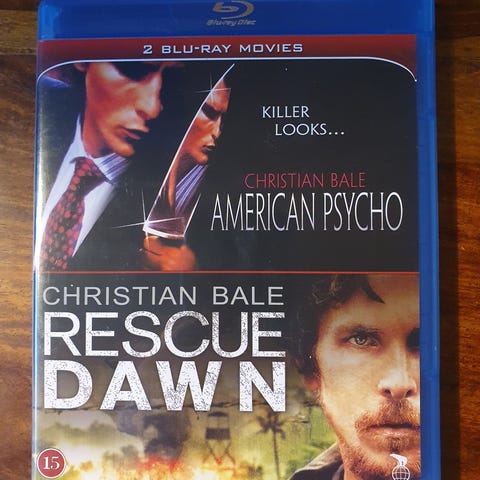 Blu-ray Disc
2 BLU-RAY MOVIES
KILLER
LOOKS...
CHRISTIAN BALE
AMERICAN PSYCHO
CHRISTIAN BALE
RESCUE
DAWN
15